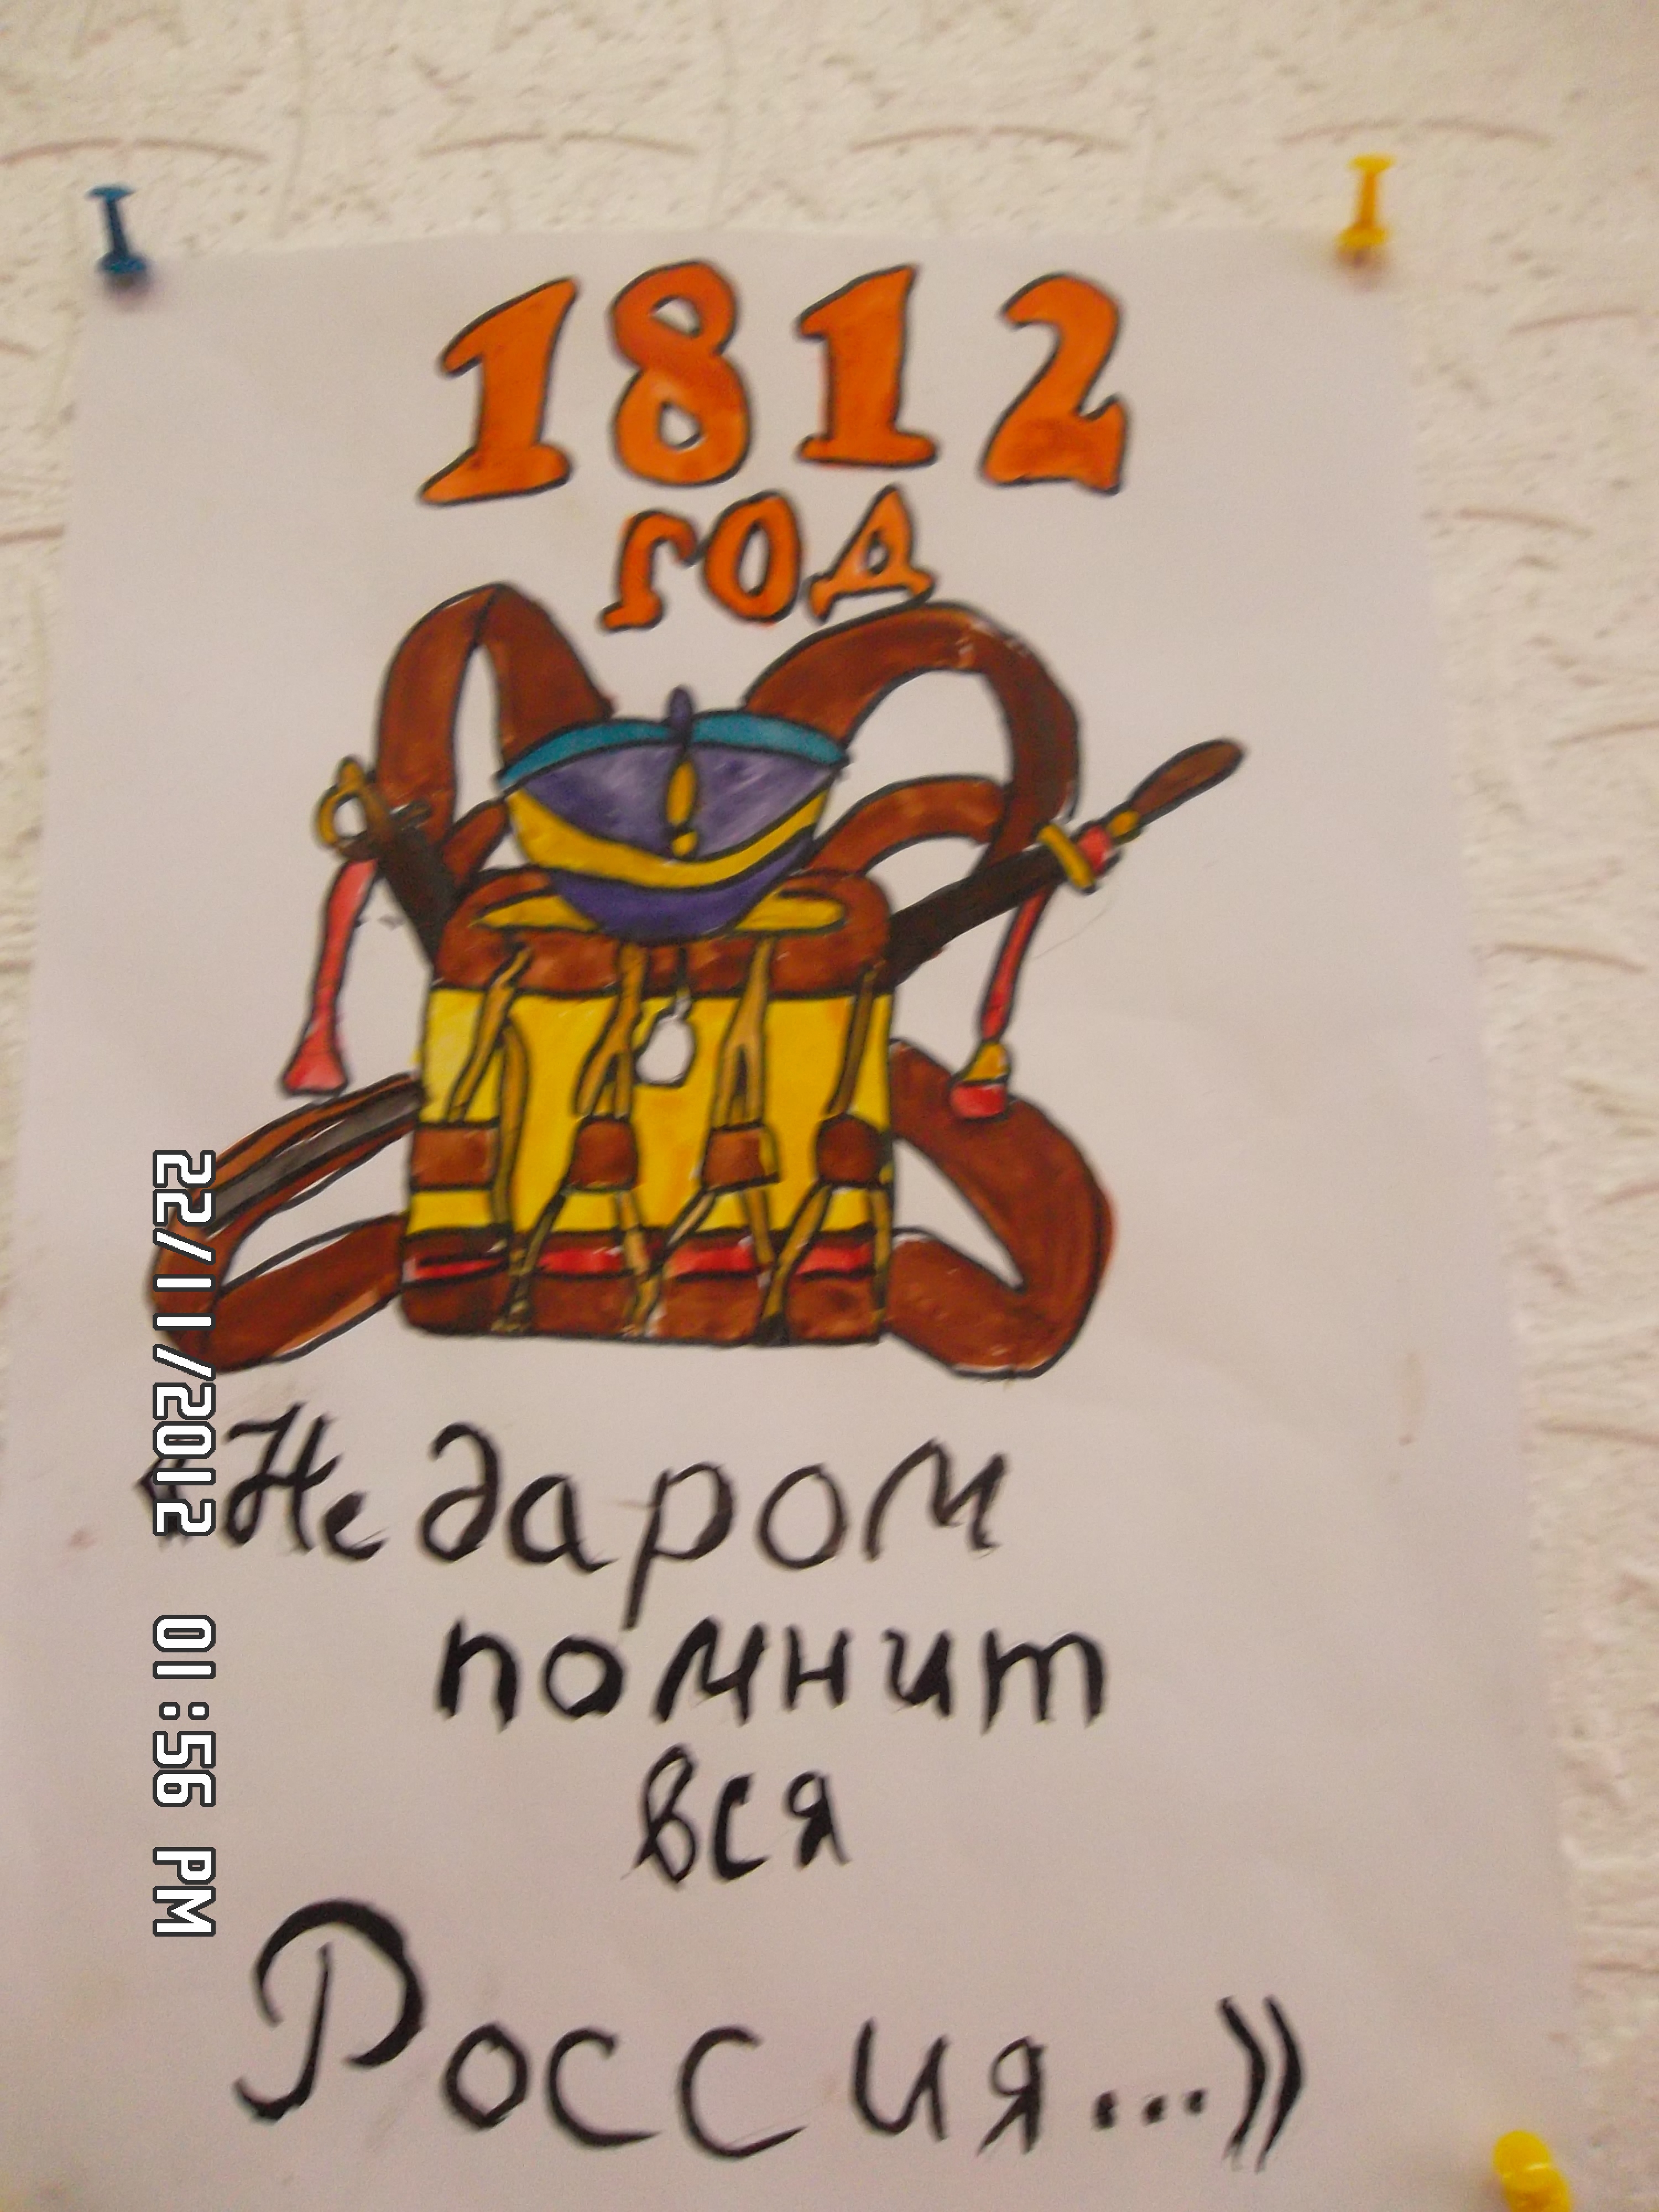 1812
год
«Не даром
помнит
вся
Россия...»
22/11/2012 01:56 PM